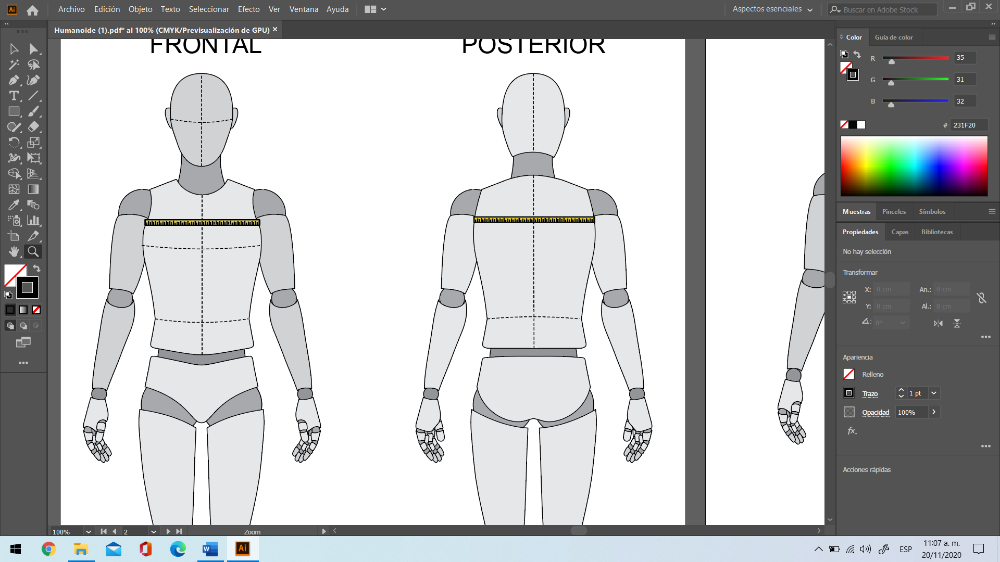 Ai Archivo Edición Objeto Texto Seleccionar Efecto Ver Ventana Ayuda Aspectos esenciales Buscar en Adobe Stock
Humanoide (1).pdf* al 100% (CMYK/Previsualización de GPU) ×
FRONTAL
POSTERIOR
Color Guía de color
R 35
G 31
B 32
# 231F20
Muestras Pinceles Símbolos
Propiedades Capas Bibliotecas
No hay selección
Transformar
X: 0 cm An.: 0 cm
Y: 0 cm Al.: 0 cm
0°
Apariencia
Relleno
Trazo 1 pt
Opacidad 100%
fx.
Acciones rápidas
100% 2 Zoom
Ai
ESP
11:07 a. m.
20/11/2020